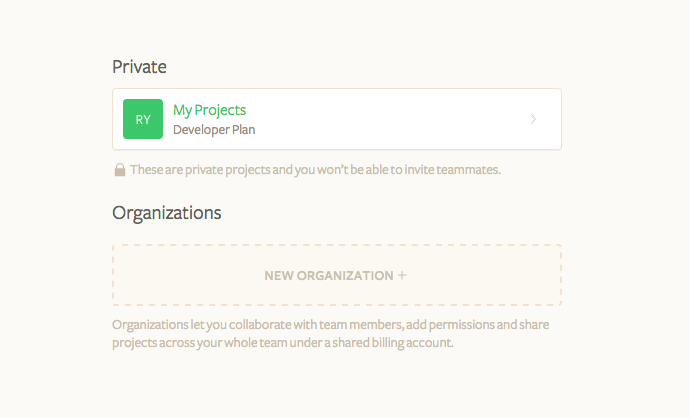 Private
RY
My Projects
Developer Plan
These are private projects and you won't be able to invite teammates.
Organizations
NEW ORGANIZATION +
Organizations let you collaborate with team members, add permissions and share
projects across your whole team under a shared billing account.